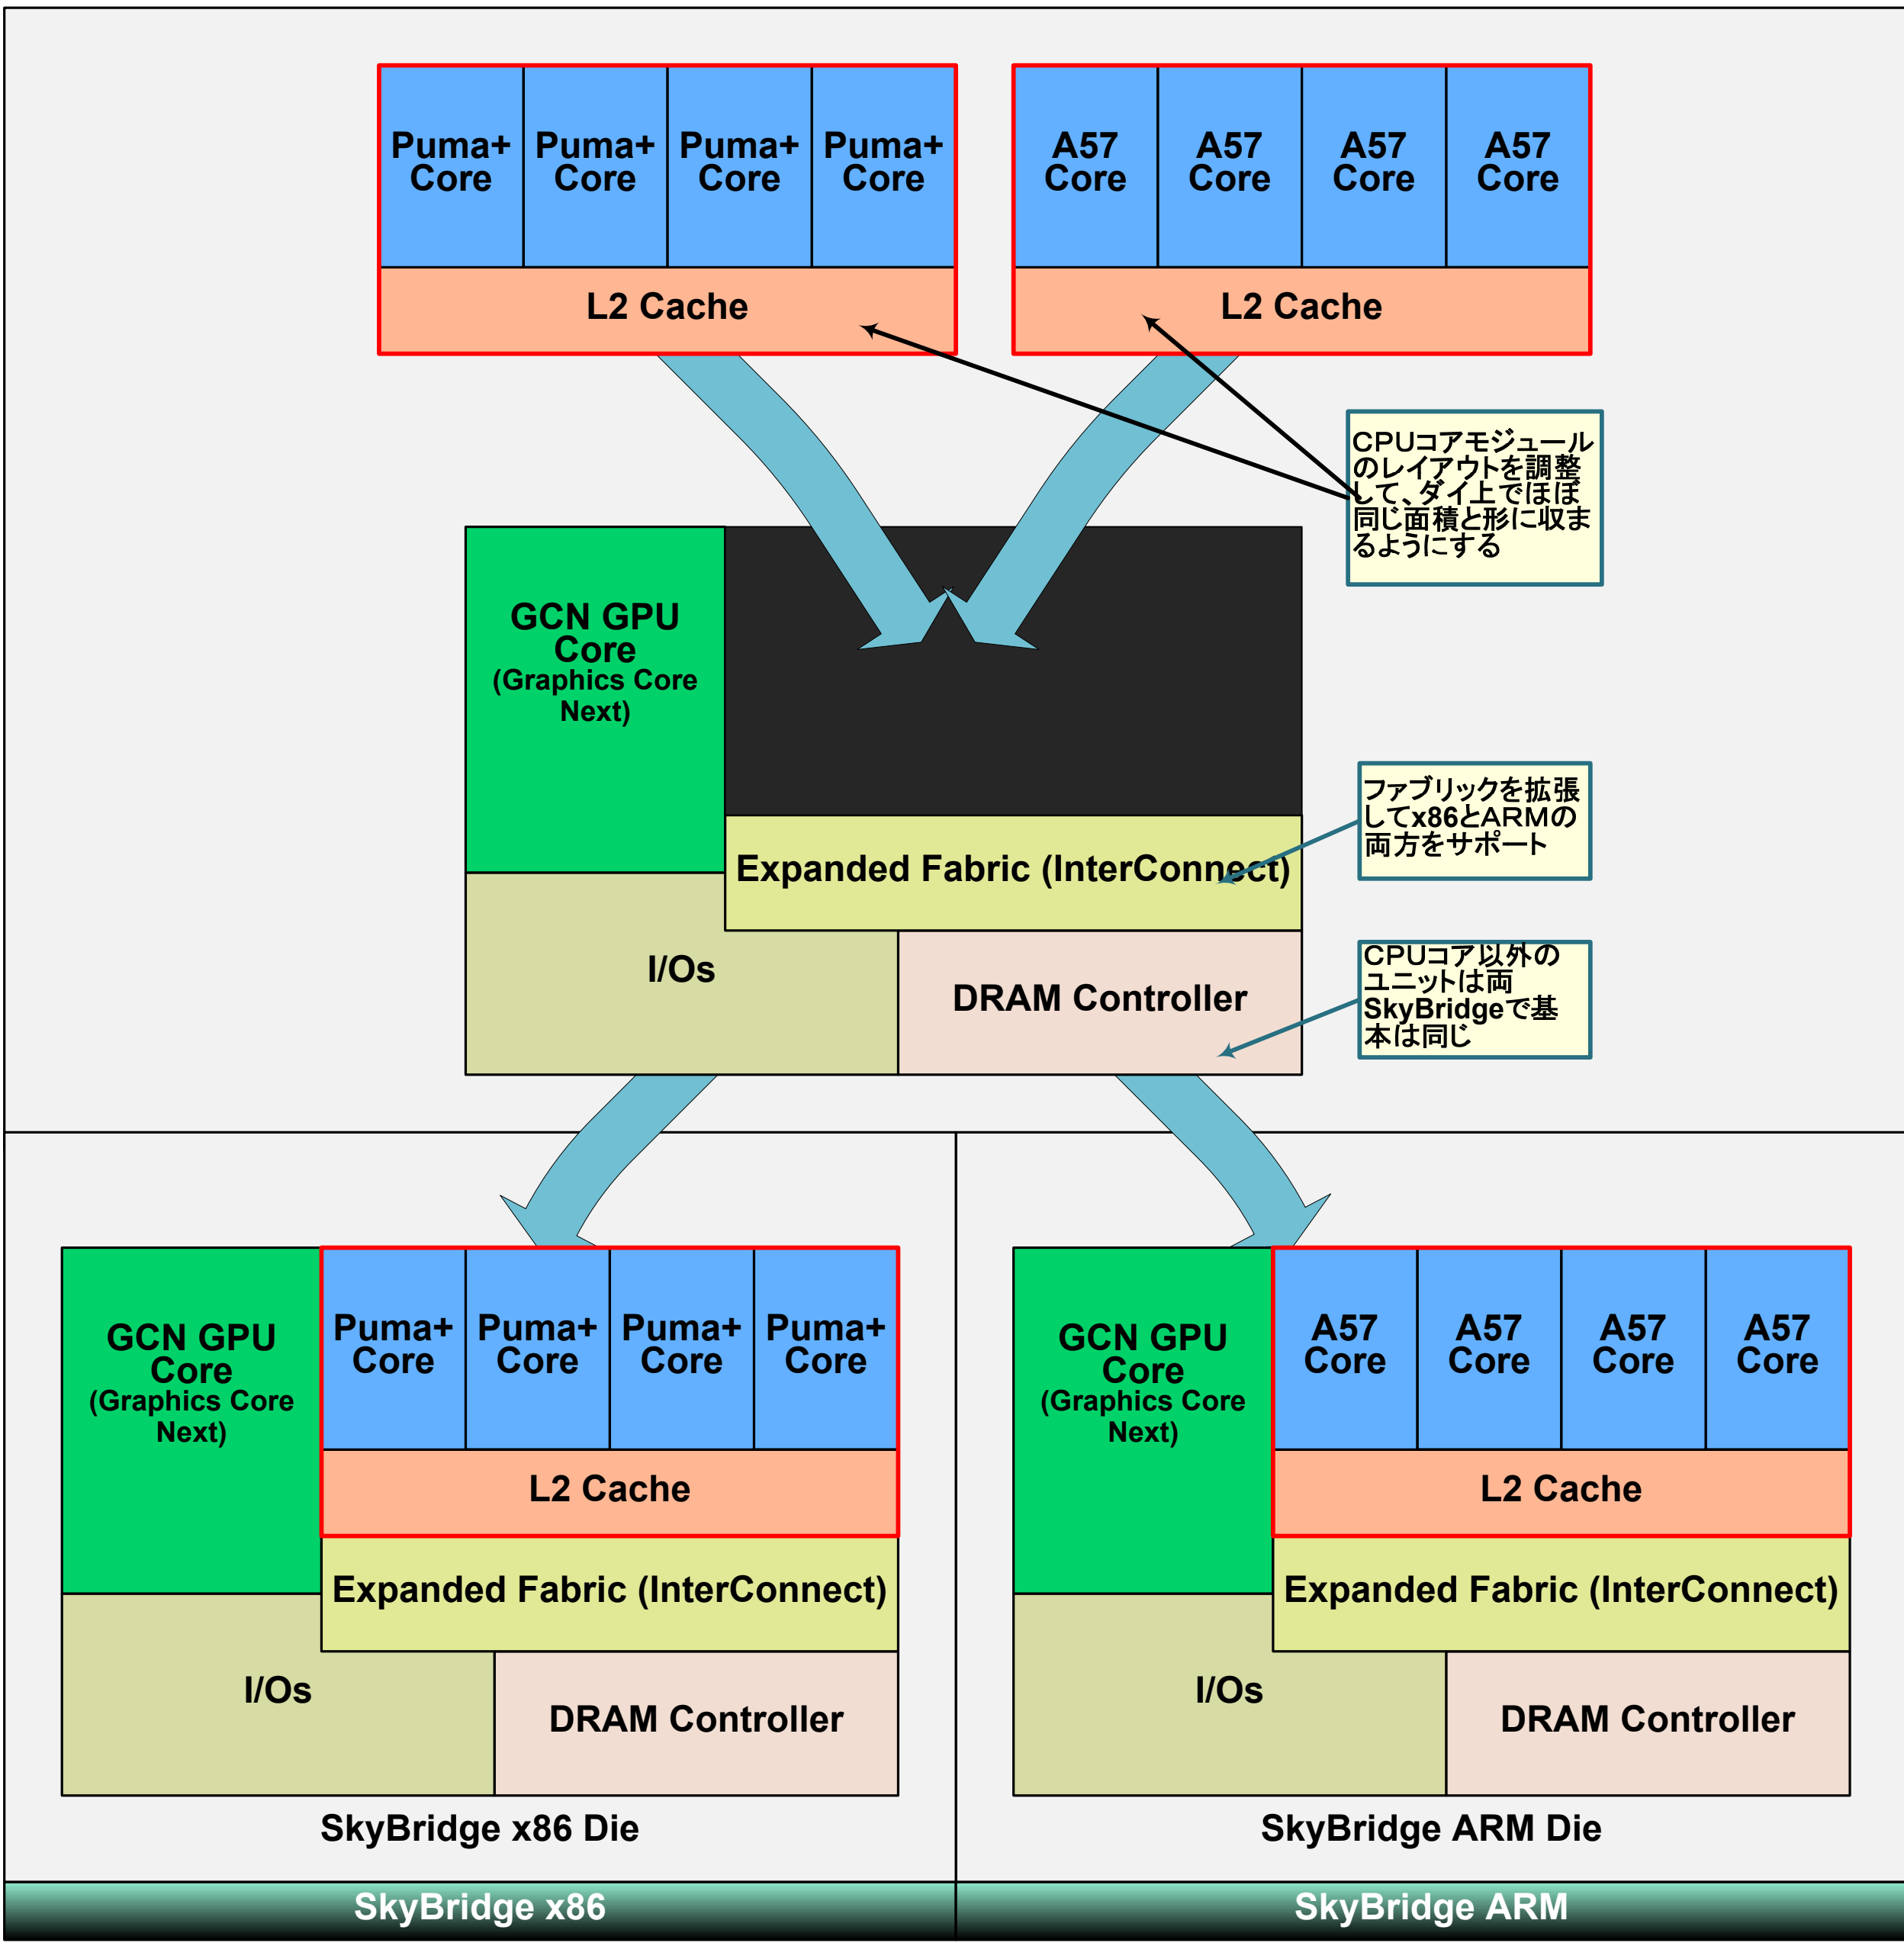 Puma+
Core
Puma+
Core
Puma+
Core
Puma+
Core
L2 Cache
A57
Core
A57
Core
A57
Core
A57
Core
L2 Cache
ＣＰＵコアモジュール
のレイアウトを調整
して、ダイ上でほぼ
同じ面積と形に収ま
るようにする
GCN GPU
Core
(Graphics Core
Next)
Expanded Fabric (InterConnect)
ファブリックを拡張
してx86とＡＲＭの
両方をサポート
I/Os
DRAM Controller
ＣＰＵコア以外の
ユニットは両
SkyBridgeで基
本は同じ
GCN GPU
Core
(Graphics Core
Next)
Puma+
Core
Puma+
Core
Puma+
Core
Puma+
Core
L2 Cache
Expanded Fabric (InterConnect)
I/Os
DRAM Controller
SkyBridge x86 Die
GCN GPU
Core
(Graphics Core
Next)
A57
Core
A57
Core
A57
Core
A57
Core
L2 Cache
Expanded Fabric (InterConnect)
I/Os
DRAM Controller
SkyBridge ARM Die
SkyBridge x86
SkyBridge ARM